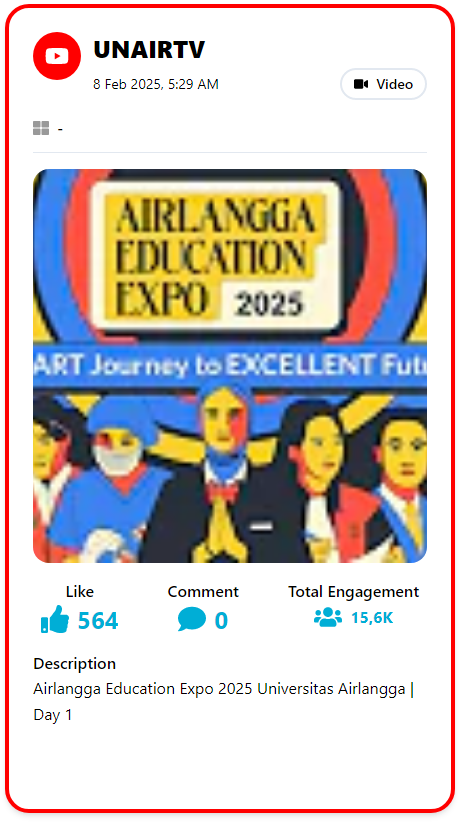 UNAIRTV
8 Feb 2025, 5:29 AM
Video
-
AIRLANGGA
EDUCATION
EXPO 2025
ART Journey to EXCELLENT Futu
Like
Comment
Total Engagement
564
0
15,6K
Description
Airlangga Education Expo 2025 Universitas Airlangga |
Day 1